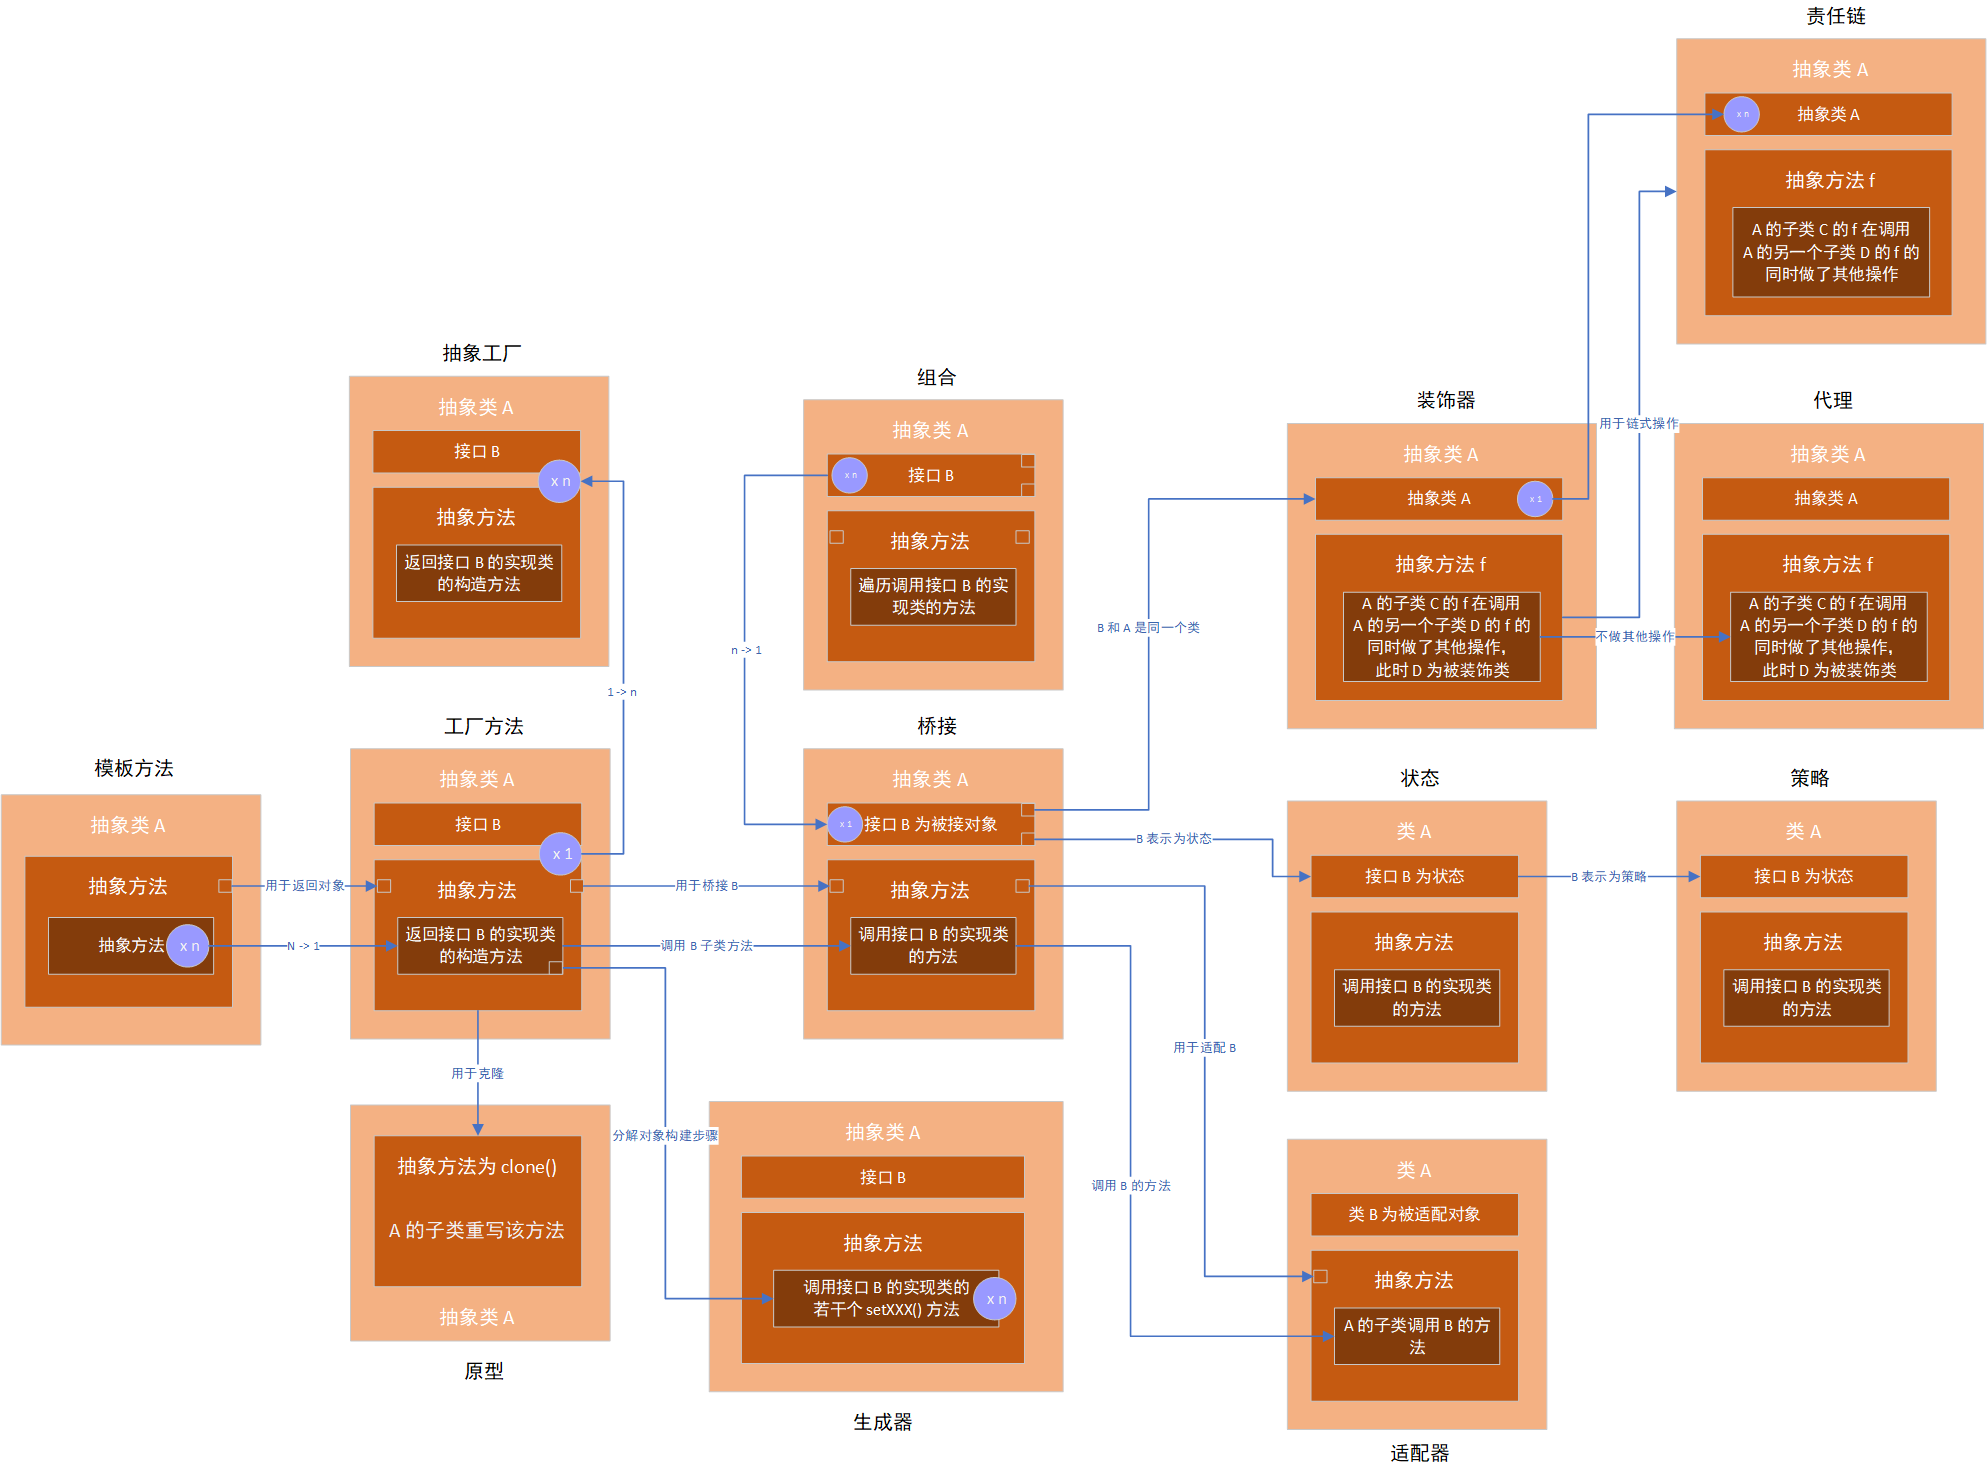 责任链
抽象类 A
抽象类 A
x n
抽象方法 f
A 的子类 C 的 f 在调用
A 的另一个子类 D 的 f 的
同时做了其他操作
抽象工厂
抽象类 A
接口 B
x n
抽象方法
返回接口 B 的实现类
的构造方法
1 -> n
组合
抽象类 A
x n
接口 B
抽象方法
遍历调用接口 B 的实
现类的方法
n -> 1
B 和 A 是同一个类
装饰器
抽象类 A
抽象类 A
x 1
抽象方法 f
A 的子类 C 的 f 在调用
A 的另一个子类 D 的 f 的
同时做了其他操作，
此时 D 为被装饰类
用于链式操作
不做其他操作
代理
抽象类 A
抽象类 A
抽象方法 f
A 的子类 C 的 f 在调用
A 的另一个子类 D 的 f 的
同时做了其他操作，
此时 D 为被装饰类
模板方法
抽象类 A
抽象方法
抽象方法
x n
用于返回对象
N -> 1
工厂方法
抽象类 A
接口 B
x 1
抽象方法
返回接口 B 的实现类
的构造方法
用于桥接 B
调用 B 子类方法
用于克隆
分解对象构建步骤
桥接
抽象类 A
x 1
接口 B 为被接对象
抽象方法
调用接口 B 的实现类
的方法
B 表示为状态
用于适配 B
调用 B 的方法
状态
类 A
接口 B 为状态
抽象方法
调用接口 B 的实现类
的方法
B 表示为策略
策略
类 A
接口 B 为状态
抽象方法
调用接口 B 的实现类
的方法
抽象方法为 clone()
A 的子类重写该方法
抽象类 A
原型
抽象类 A
接口 B
抽象方法
调用接口 B 的实现类的
若干个 setXXX() 方法
x n
生成器
类 A
类 B 为被适配对象
抽象方法
A 的子类调用 B 的方
法
适配器